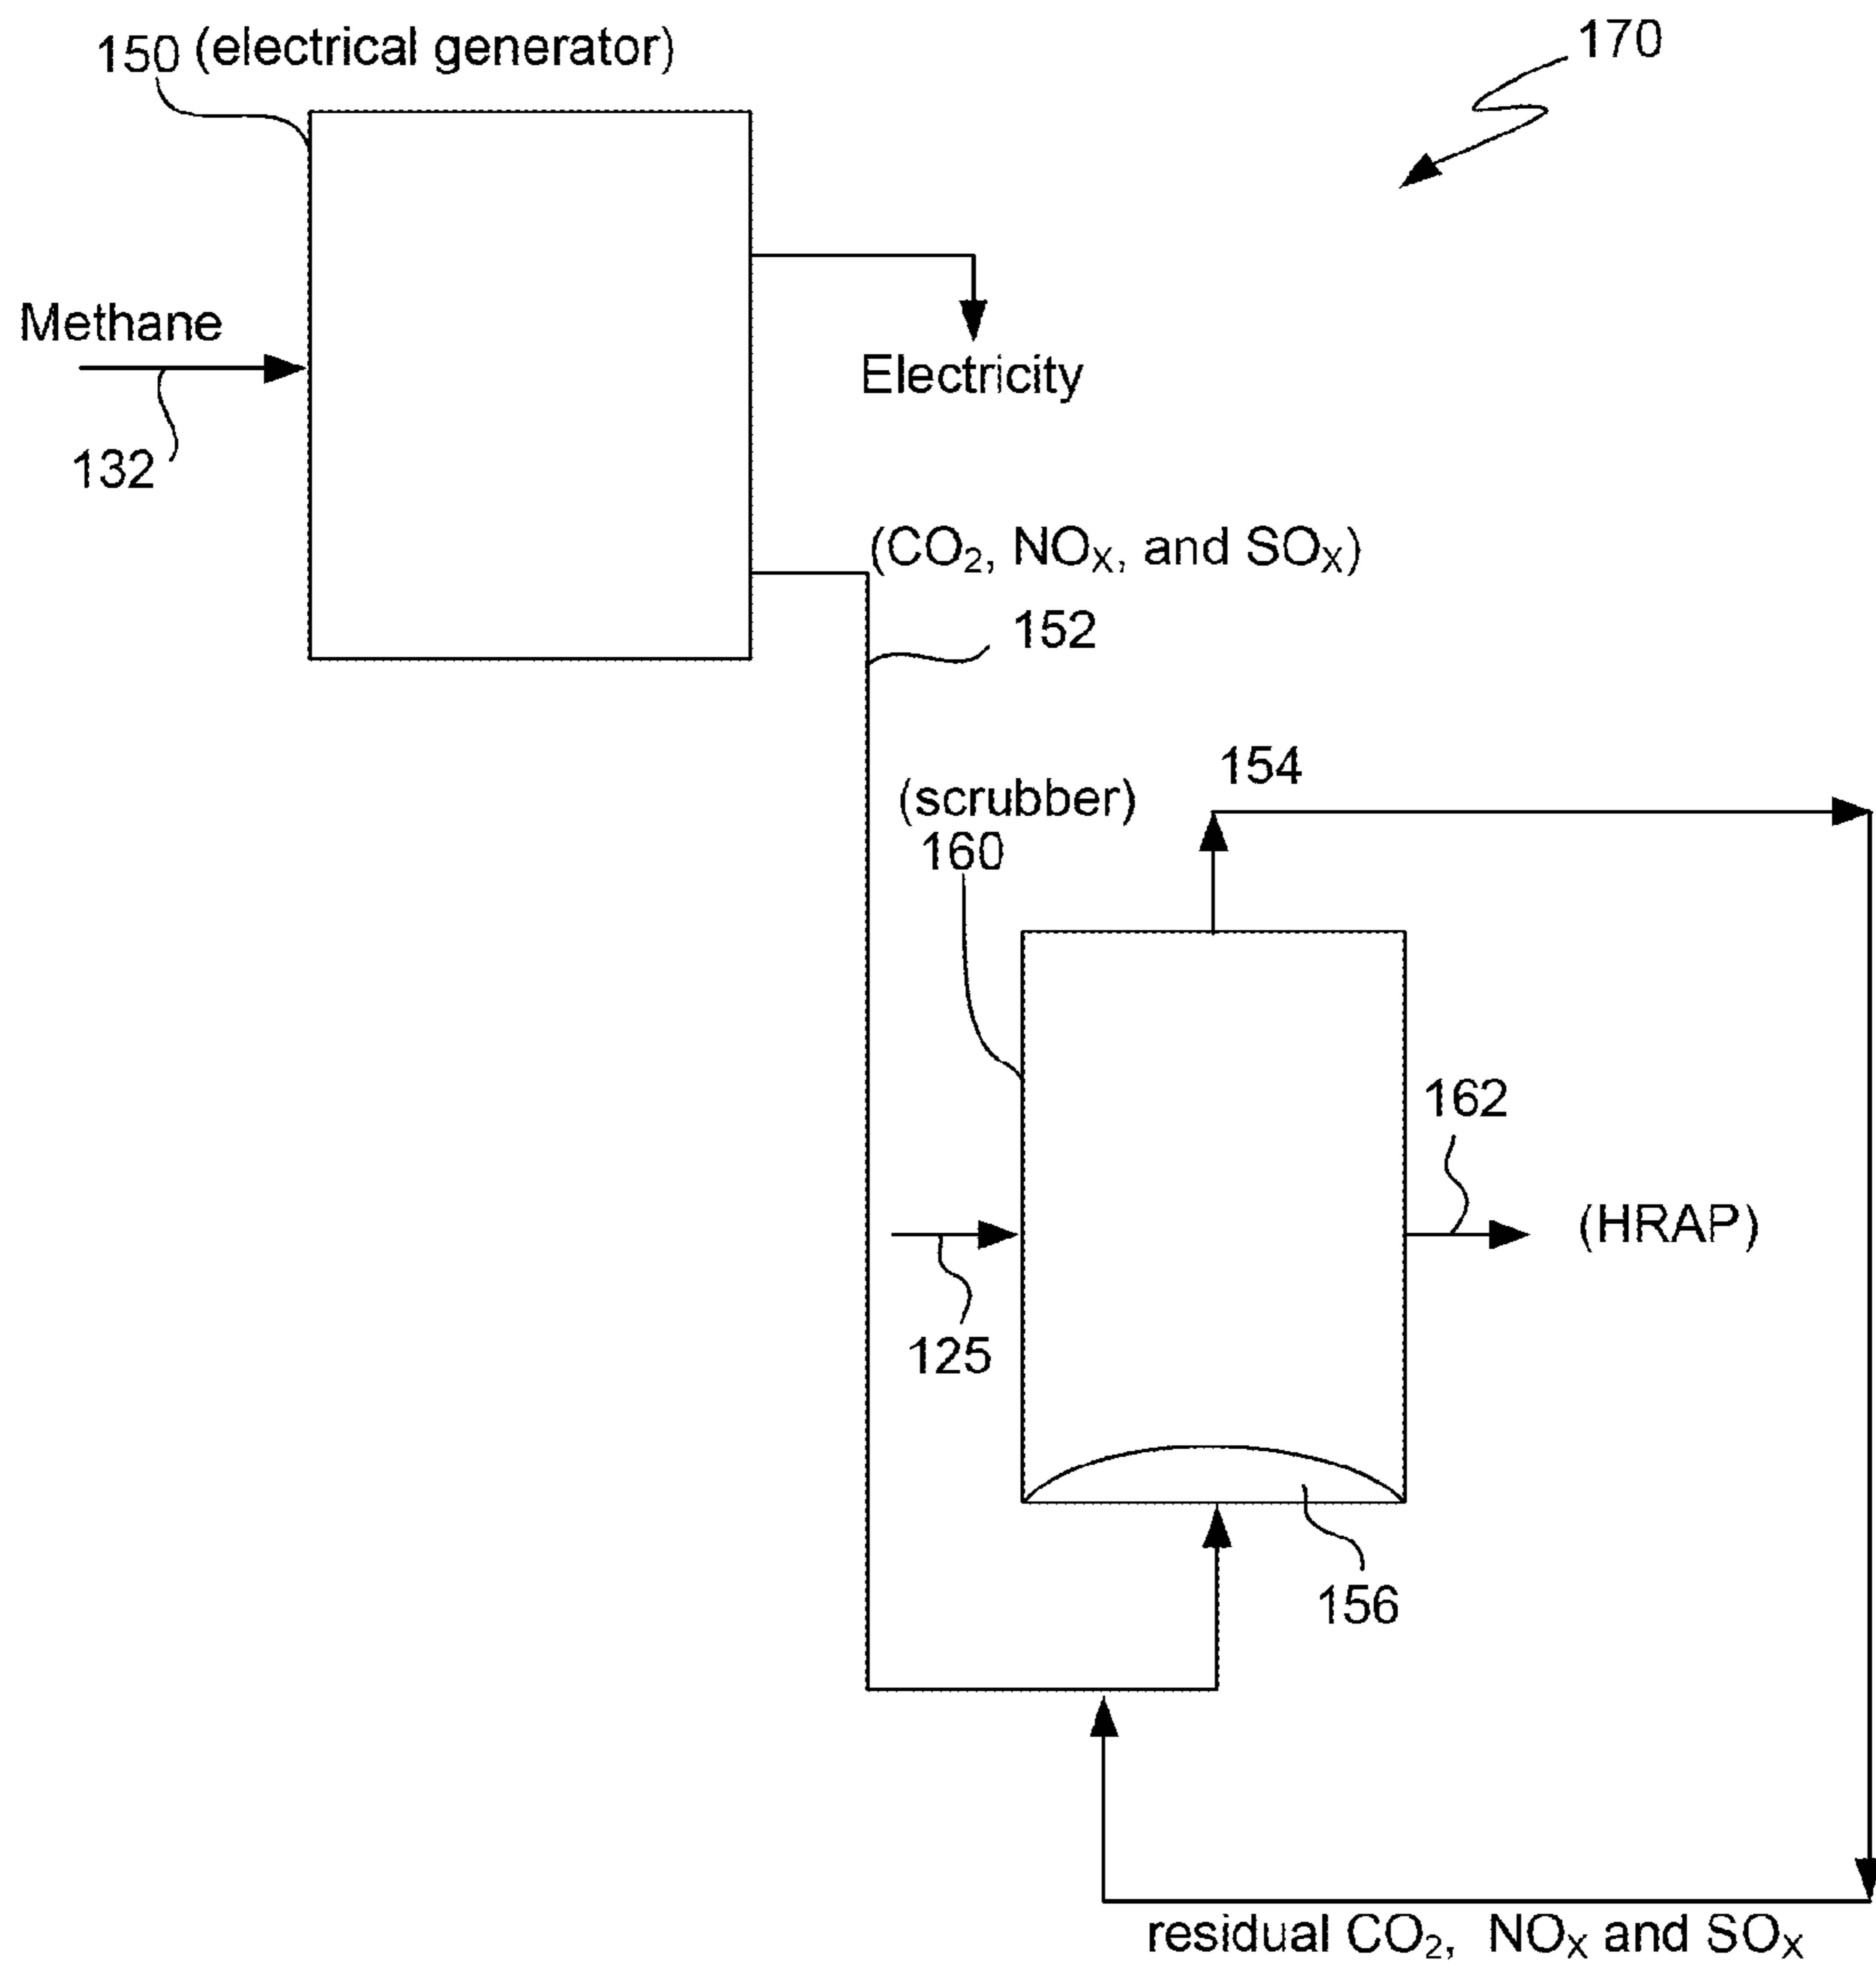 150 (electrical generator)
170
Methane
132
Electricity
(CO₂, NOₓ, and SOₓ)
152
154
(scrubber)
160
162
(HRAP)
125
156
residual CO₂, NOₓ and SOₓ